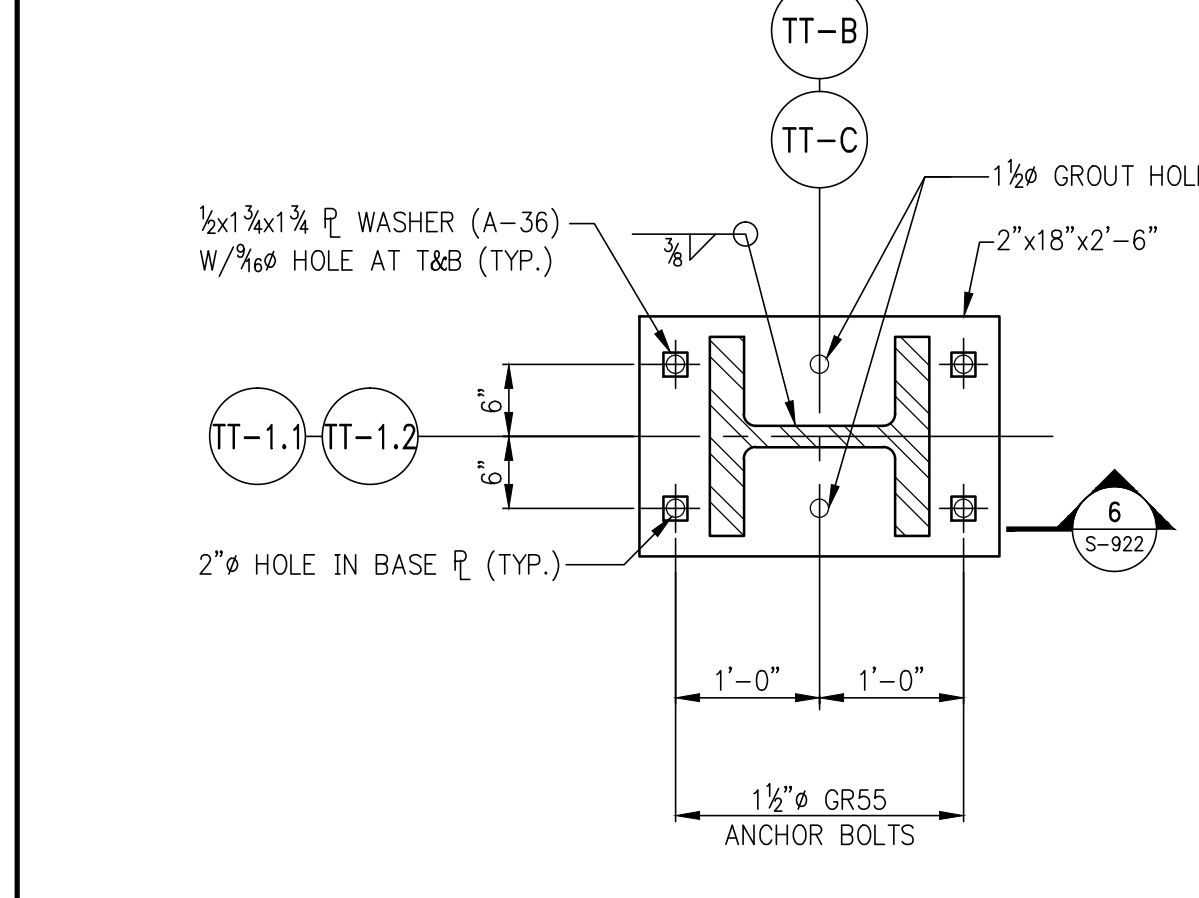 TT-B
TT-C
1½ø GROUT HOL
½x1¾x1¾ PL WASHER (A-36)
W/9/16ø HOLE AT T&B (TYP.)
3/8
2"x18"x2'-6"
6"
TT-1.1
TT-1.2
6"
6
S-922
2"ø HOLE IN BASE PL (TYP.)
1'-0"
1'-0"
1½"ø GR55
ANCHOR BOLTS